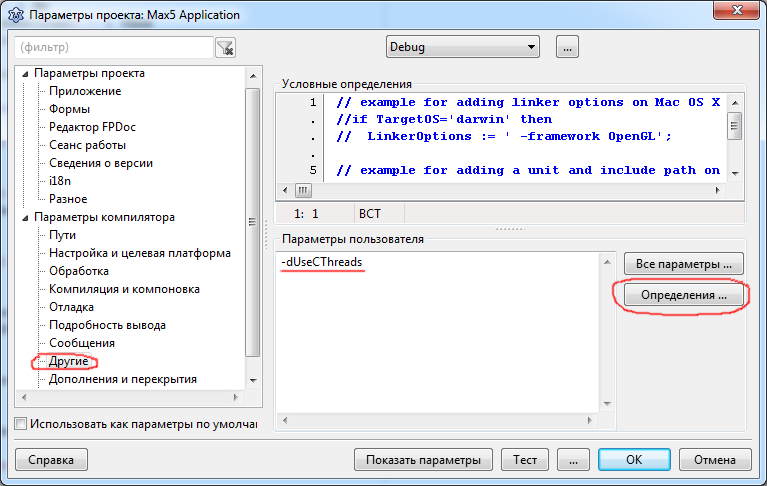 Параметры проекта: Max5 Application
(фильтр)
Debug
...
Параметры проекта
Приложение
Формы
Редактор FPDoc
Сеанс работы
Сведения о версии
i18n
Разное
Параметры компилятора
Пути
Настройка и целевая платформа
Обработка
Компиляция и компоновка
Отладка
Подробность вывода
Сообщения
Другие
Дополнения и перекрытия
Использовать как параметры по умолчан
Условные определения
1 // example for adding linker options on Mac OS X
. //if TargetOS='darwin' then
. //  LinkerOptions := ' -framework OpenGL';
.
5 // example for adding a unit and include path on
1: 1 ВСТ
Параметры пользователя
-dUseCThreads
Все параметры ...
Определения ...
Справка Показать параметры Тест ... OK Отмена